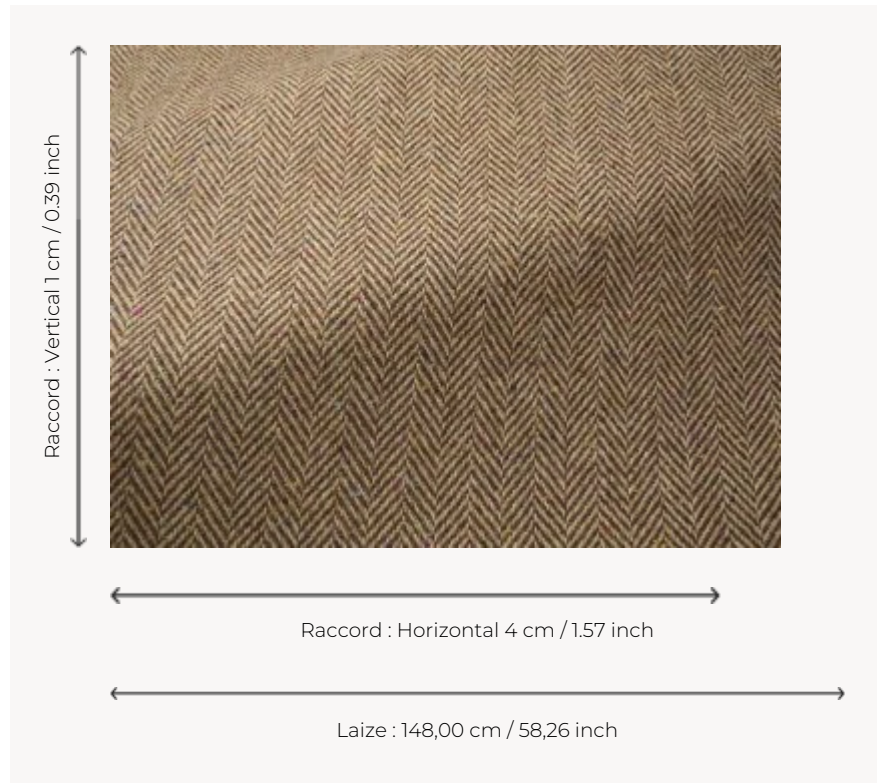 Raccord : Vertical 1 cm / 0.39 inch
Raccord : Horizontal 4 cm / 1.57 inch
Laize : 148,00 cm / 58,26 inch